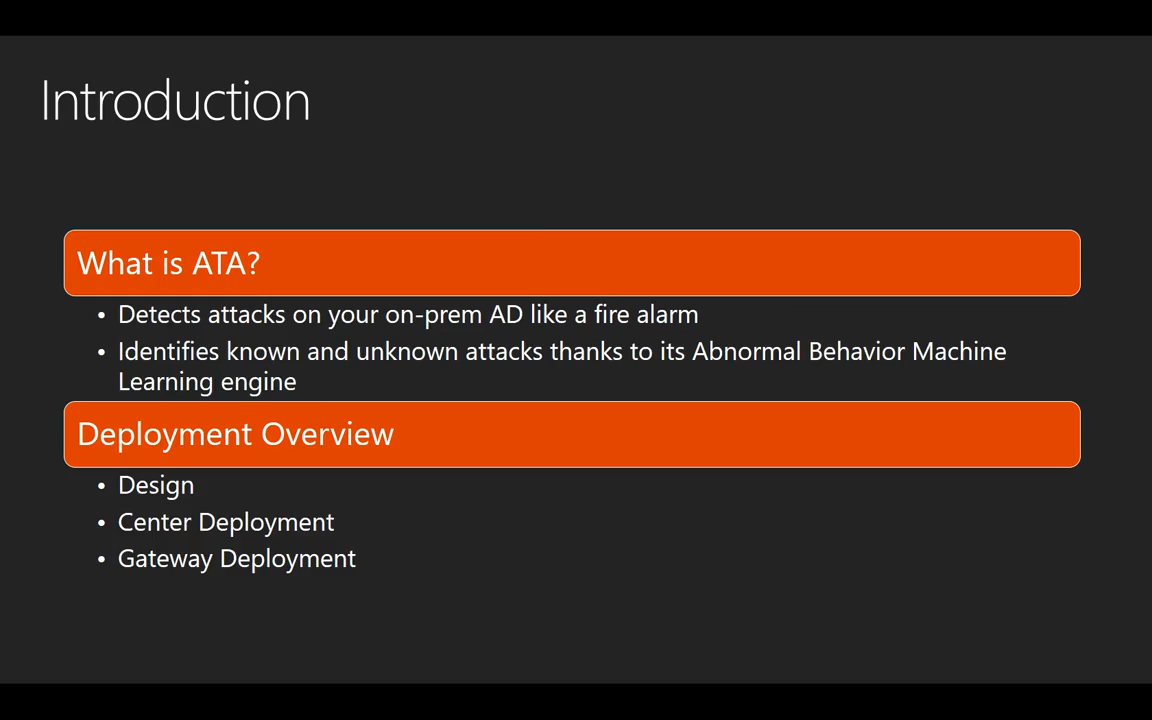 Introduction
What is ATA?
• Detects attacks on your on-prem AD like a fire alarm
• Identifies known and unknown attacks thanks to its Abnormal Behavior Machine
Learning engine
Deployment Overview
• Design
• Center Deployment
• Gateway Deployment